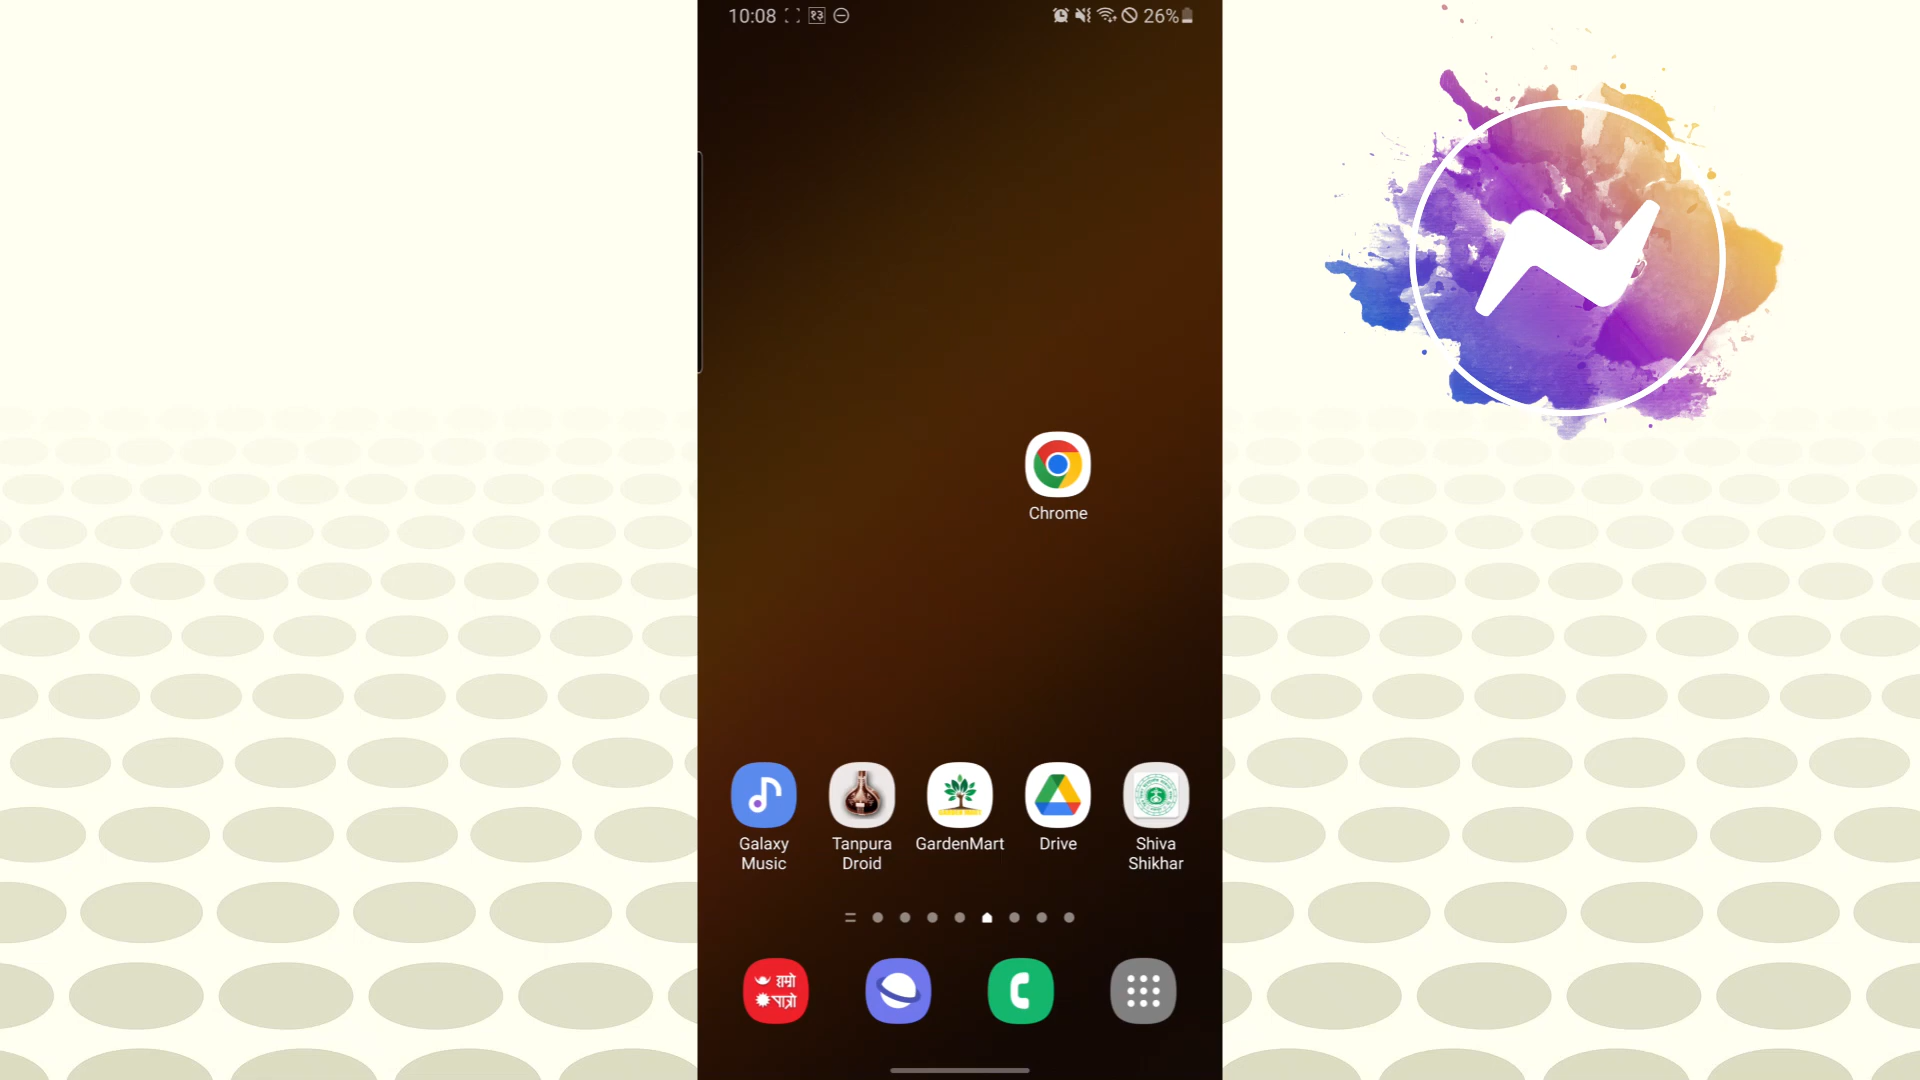 10:08
26%
Chrome
Galaxy Music
Tanpura Droid
GardenMart
Drive
Shiva Shikhar
हाम्रो
पात्रो